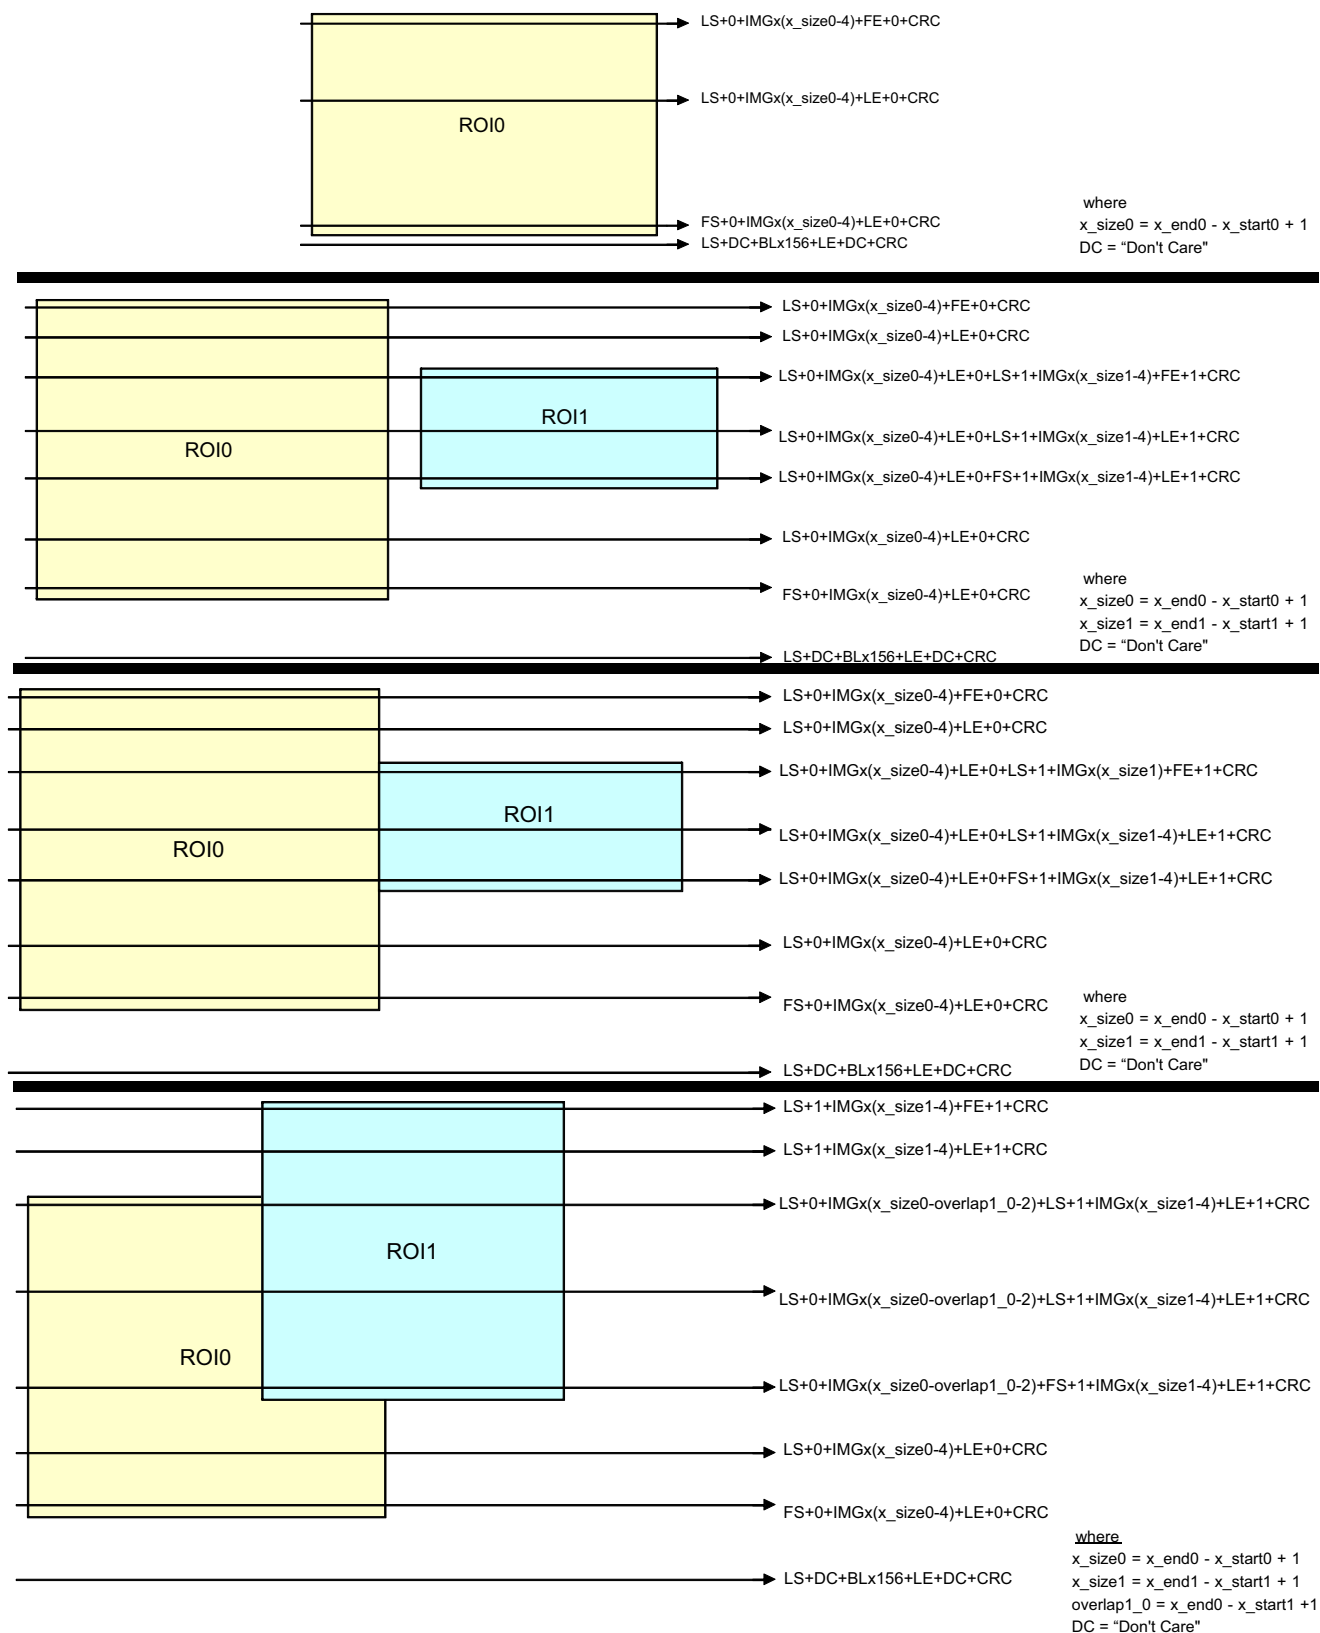 LS+0+IMGx(x_size0-4)+FE+0+CRC
LS+0+IMGx(x_size0-4)+LE+0+CRC
ROI0
FS+0+IMGx(x_size0-4)+LE+0+CRC
LS+DC+BLx156+LE+DC+CRC
where
x_size0 = x_end0 - x_start0 + 1
DC = “Don't Care"
LS+0+IMGx(x_size0-4)+FE+0+CRC
LS+0+IMGx(x_size0-4)+LE+0+CRC
LS+0+IMGx(x_size0-4)+LE+0+LS+1+IMGx(x_size1-4)+FE+1+CRC
ROI1
LS+0+IMGx(x_size0-4)+LE+0+LS+1+IMGx(x_size1-4)+LE+1+CRC
ROI0
LS+0+IMGx(x_size0-4)+LE+0+FS+1+IMGx(x_size1-4)+LE+1+CRC
LS+0+IMGx(x_size0-4)+LE+0+CRC
FS+0+IMGx(x_size0-4)+LE+0+CRC
where
x_size0 = x_end0 - x_start0 + 1
x_size1 = x_end1 - x_start1 + 1
DC = “Don't Care"
LS+DC+BLx156+LE+DC+CRC
LS+0+IMGx(x_size0-4)+FE+0+CRC
LS+0+IMGx(x_size0-4)+LE+0+CRC
LS+0+IMGx(x_size0-4)+LE+0+LS+1+IMGx(x_size1)+FE+1+CRC
ROI1
LS+0+IMGx(x_size0-4)+LE+0+LS+1+IMGx(x_size1-4)+LE+1+CRC
ROI0
LS+0+IMGx(x_size0-4)+LE+0+FS+1+IMGx(x_size1-4)+LE+1+CRC
LS+0+IMGx(x_size0-4)+LE+0+CRC
FS+0+IMGx(x_size0-4)+LE+0+CRC
where
x_size0 = x_end0 - x_start0 + 1
x_size1 = x_end1 - x_start1 + 1
DC = “Don't Care"
LS+DC+BLx156+LE+DC+CRC
LS+1+IMGx(x_size1-4)+FE+1+CRC
LS+1+IMGx(x_size1-4)+LE+1+CRC
LS+0+IMGx(x_size0-overlap1_0-2)+LS+1+IMGx(x_size1-4)+LE+1+CRC
ROI1
LS+0+IMGx(x_size0-overlap1_0-2)+LS+1+IMGx(x_size1-4)+LE+1+CRC
ROI0
LS+0+IMGx(x_size0-overlap1_0-2)+FS+1+IMGx(x_size1-4)+LE+1+CRC
LS+0+IMGx(x_size0-4)+LE+0+CRC
FS+0+IMGx(x_size0-4)+LE+0+CRC
LS+DC+BLx156+LE+DC+CRC
where
x_size0 = x_end0 - x_start0 + 1
x_size1 = x_end1 - x_start1 + 1
overlap1_0 = x_end0 - x_start1 +1
DC = “Don't Care"